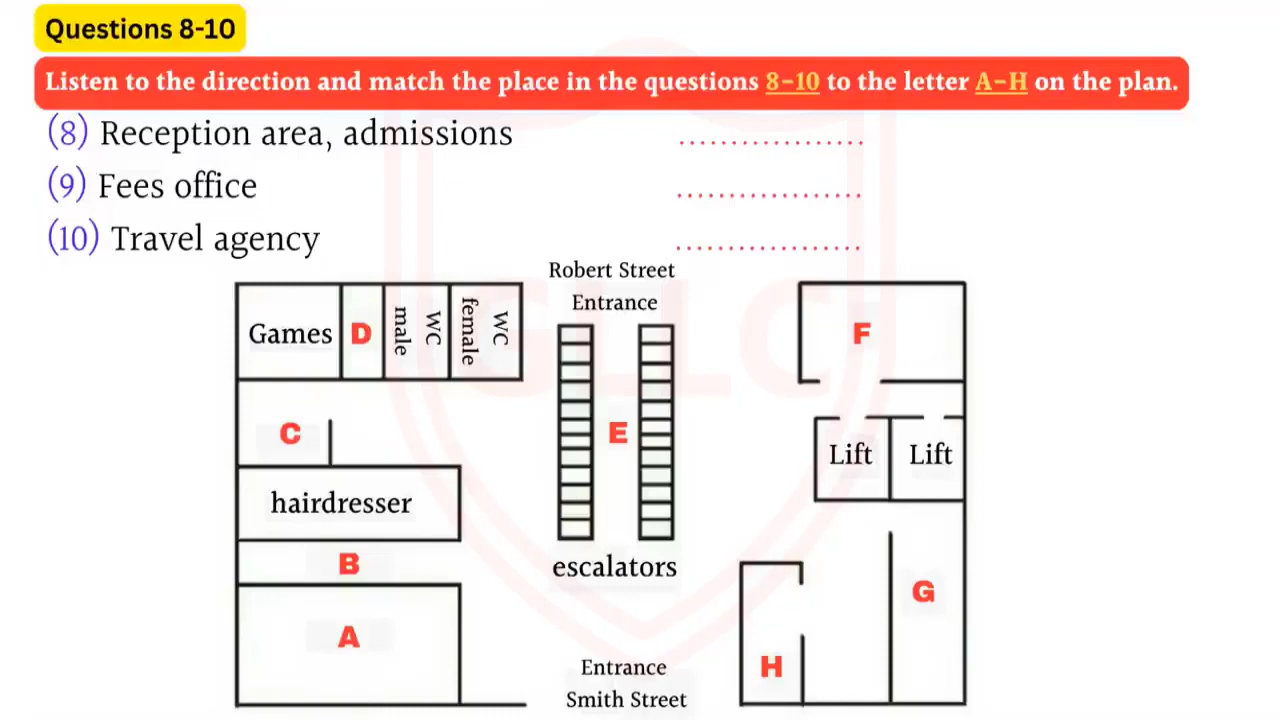 Questions 8-10
Listen to the direction and match the place in the questions 8-10 to the letter A-H on the plan.
(8) Reception area, admissions ..................
(9) Fees office ..................
(10) Travel agency ..................
Robert Street
Entrance
Games
D
male
WC
female
WC
F
C
E
Lift
Lift
hairdresser
B
escalators
G
A
H
Entrance
Smith Street
GLLC